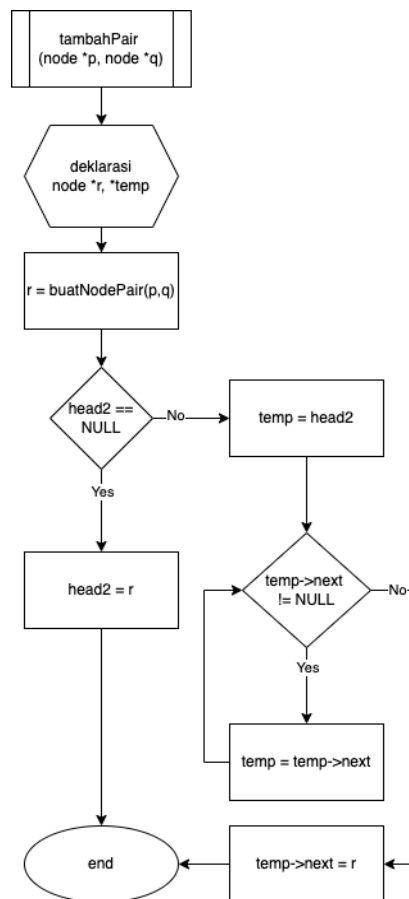 tambahPair
(node *p, node *q)
deklarasi
node *r, *temp
r = buatNodePair(p,q)
head2 ==
NULL
No
temp = head2
Yes
head2 = r
temp->next
!= NULL
No
Yes
temp = temp->next
end
temp->next = r